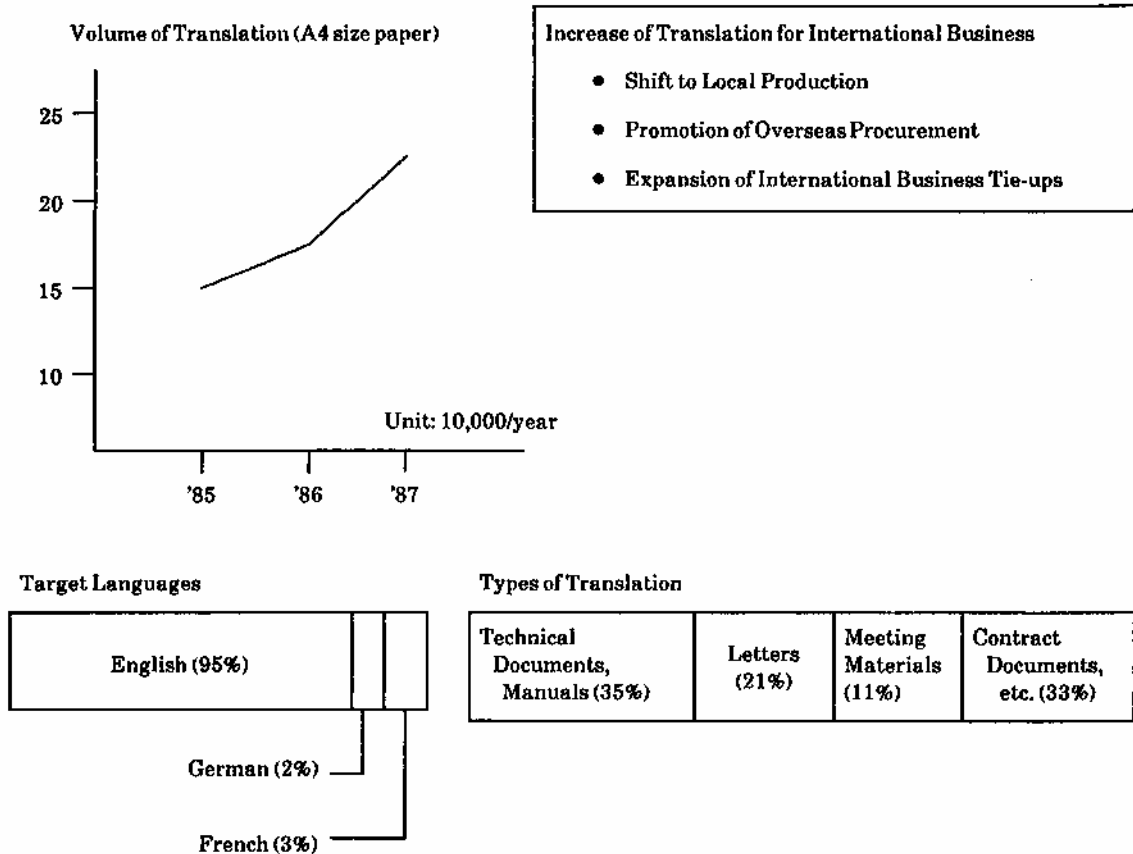 Volume of Translation (A4 size paper)
25
20
15
10
Unit: 10,000/year
'85 '86 '87
Increase of Translation for International Business
● Shift to Local Production
● Promotion of Overseas Procurement
● Expansion of International Business Tie-ups
Target Languages
English (95%)
German (2%)
French (3%)
Types of Translation
Technical
Documents,
Manuals (35%)
Letters
(21%)
Meeting
Materials
(11%)
Contract
Documents,
etc. (33%)